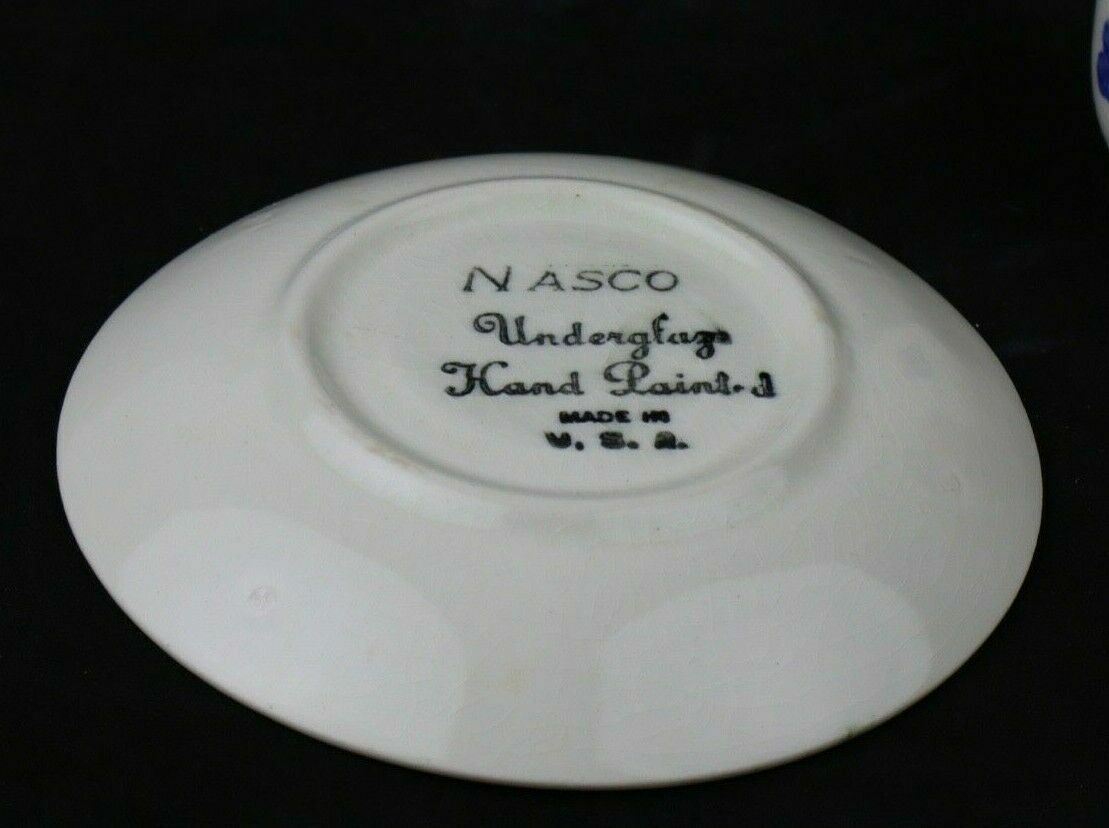 NASCO
Underglaze
Hand Painted
MADE IN
U. S. A.